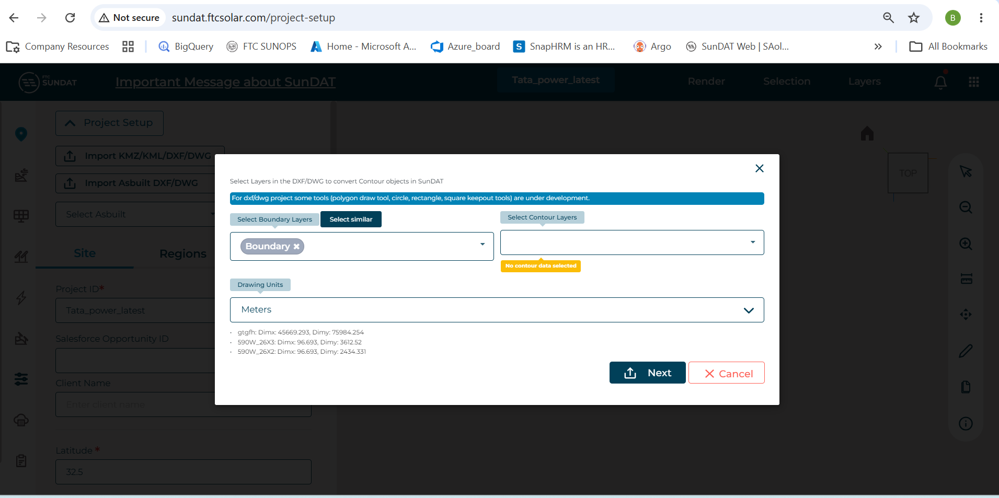 Not secure sundat.ftcsolar.com/project-setup B
Company Resources BigQuery FTC SUNOPS Home - Microsoft A... Azure_board SnapHRM is an HR... Argo SunDAT Web | SAol... » All Bookmarks
FTC SUNDAT Important Message about SunDAT Tata_power_latest Render Selection Layers
Project Setup
Import KMZ/KML/DXF/DWG
Import Asbuilt DXF/DWG
Select Asbuilt
Site Regions
Project ID*
Tata_power_latest
Salesforce Opportunity ID
Client Name
Enter client name
Latitude *
32.5
TOP
Select Layers in the DXF/DWG to convert Contour objects in SunDAT
For dxf/dwg project some tools (polygon draw tool, circle, rectangle, square keepout tools) are under development.
Select Boundary Layers Select similar Select Contour Layers
Boundary
No contour data selected
Drawing Units
Meters
• gtgfh: Dimx: 45669.293, Dimy: 75984.254
• 590W_26X3: Dimx: 96.693, Dimy: 3612.52
• 590W_26X2: Dimx: 96.693, Dimy: 2434.331
Next Cancel